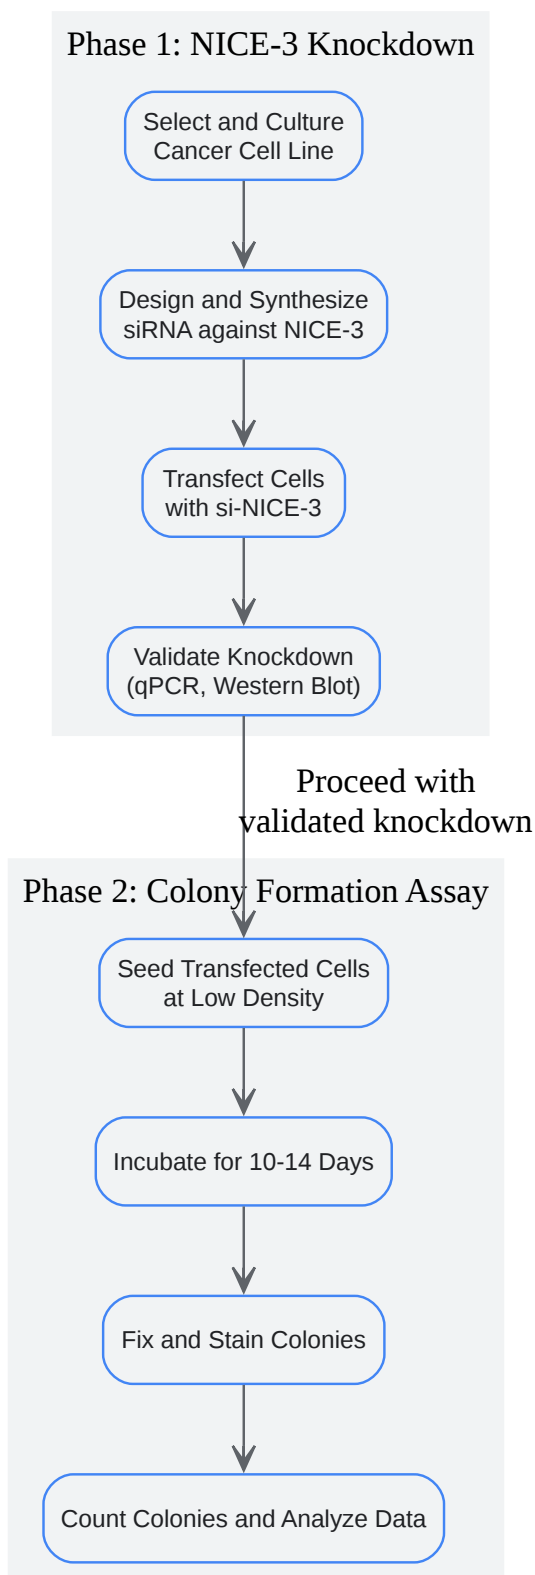 Phase 1: NICE-3 Knockdown
Select and Culture
Cancer Cell Line
Design and Synthesize
siRNA against NICE-3
Transfect Cells
with si-NICE-3
Validate Knockdown
(qPCR, Western Blot)
Proceed with
validated knockdown
Phase 2: Colony Formation Assay
Seed Transfected Cells
at Low Density
Incubate for 10-14 Days
Fix and Stain Colonies
Count Colonies and Analyze Data